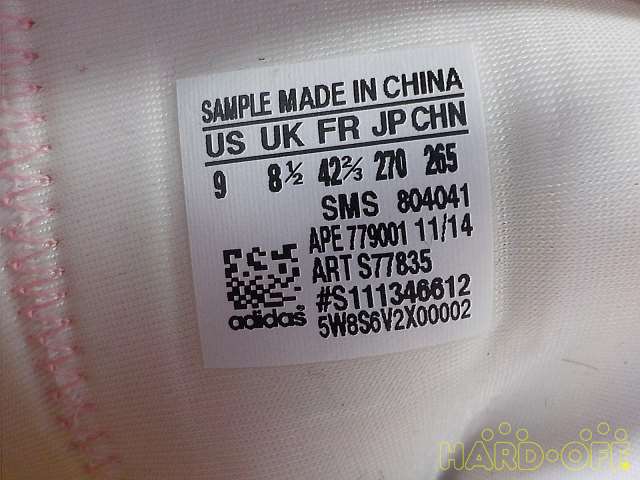 SAMPLE MADE IN CHINA
US UK FR JP CHN
9 8½ 42⅔ 270 265
SMS 804041
APE 779001 11/14
ART S77835
#S111346612
adidas® 5W8S6V2X00002
HARD·OFF